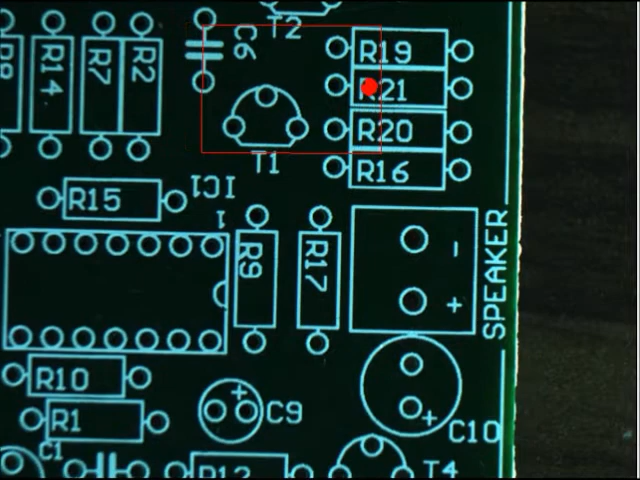 T2
C6
R19
R14
R7
R2
R21
R20
T1
R16
IC1
R15
1
R9
R17
-
+
SPEAKER
R10
+
C9
R1
+
C10
C1
R12
T4